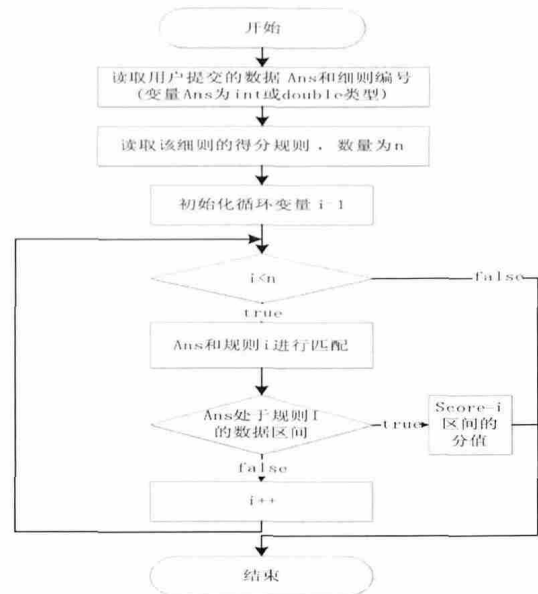 开始
读取用户提交的数据 Ans和细则编号
(变量Ans为int或double类型)
读取该细则的得分规则，数量为n
初始化循环变量 i-1
i<n
false
true
Ans和规则i进行匹配
Ans处于规则I
的数据区间
true
Score-i
区间的
分值
false
i++
结束